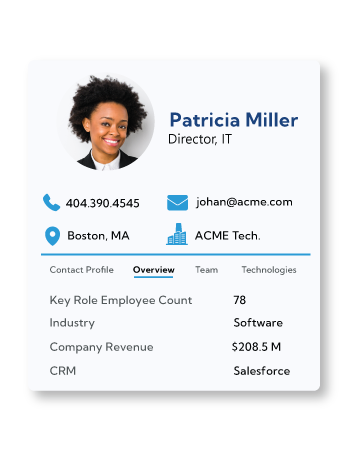 Patricia Miller
Director, IT
404.390.4545
johan@acme.com
Boston, MA
ACME Tech.
Contact Profile Overview Team Technologies
Key Role Employee Count 78
Industry Software
Company Revenue $208.5 M
CRM Salesforce